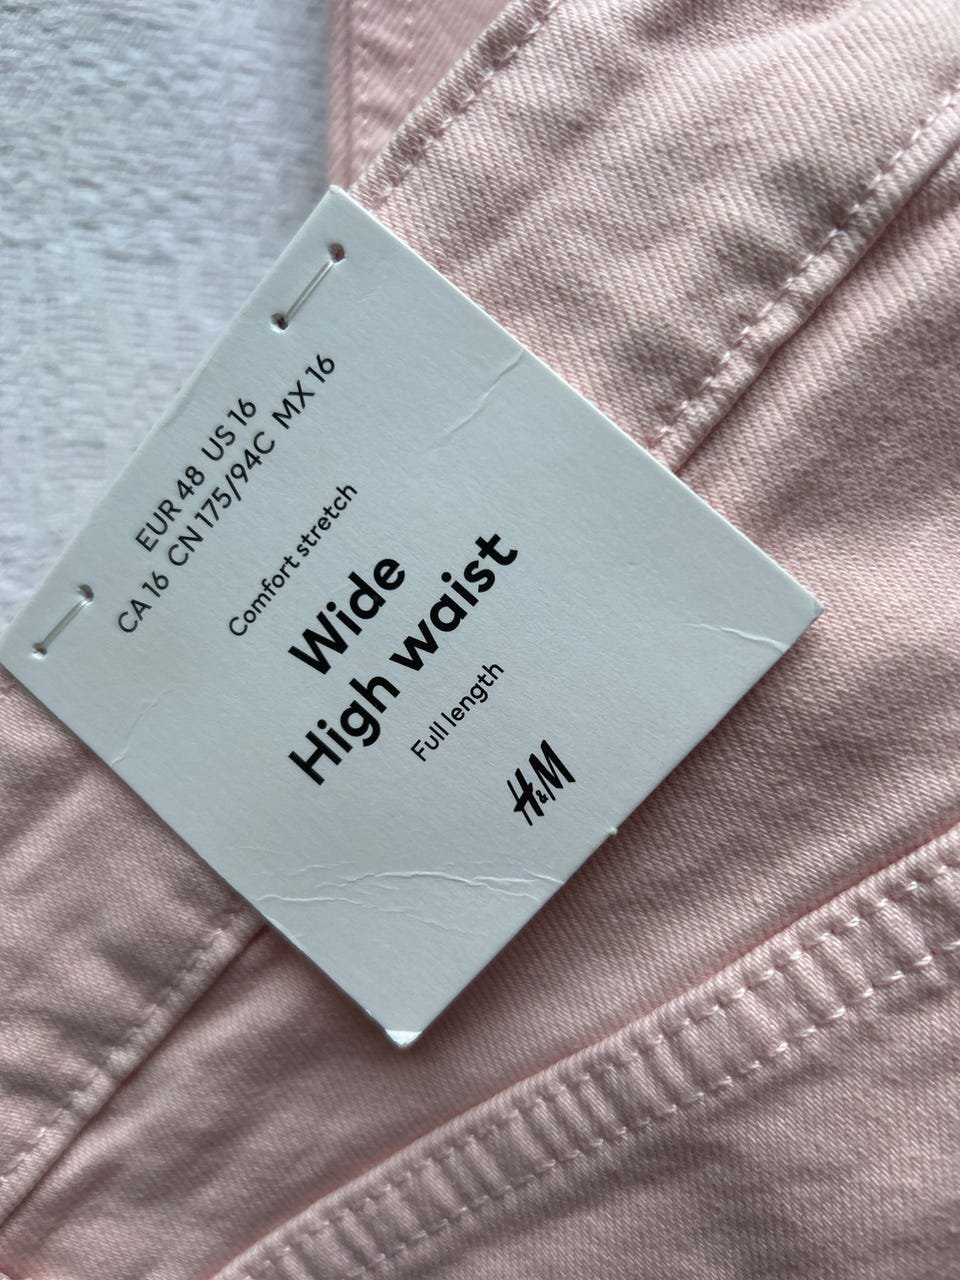 EUR 48 US 16
CA 16 CN 175/94C MX 16
Comfort stretch
Wide
High waist
Full length
H&M